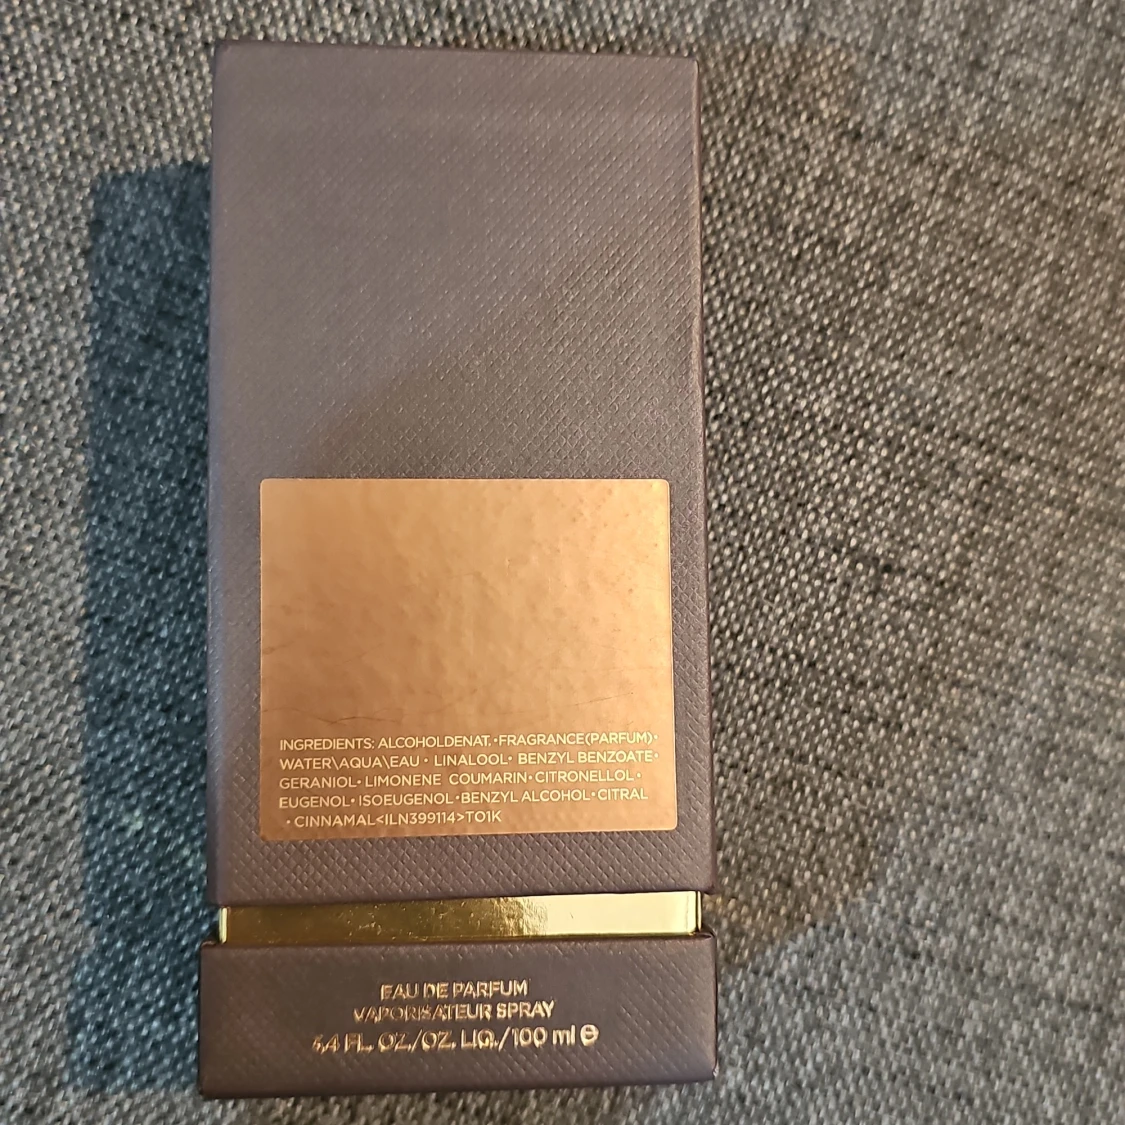 INGREDIENTS: ALCOHOLDENAT.•FRAGRANCE(PARFUM)•
WATER\AQUA\EAU • LINALOOL• BENZYL BENZOATE•
GERANIOL• LIMONENE COUMARIN•CITRONELLOL•
EUGENOL• ISOEUGENOL•BENZYL ALCOHOL•CITRAL
• CINNAMAL<ILN399114>TO1K
EAU DE PARFUM
VAPORISATEUR SPRAY
3,4 FL. OZ./OZ. LIQ./100 ml ℮